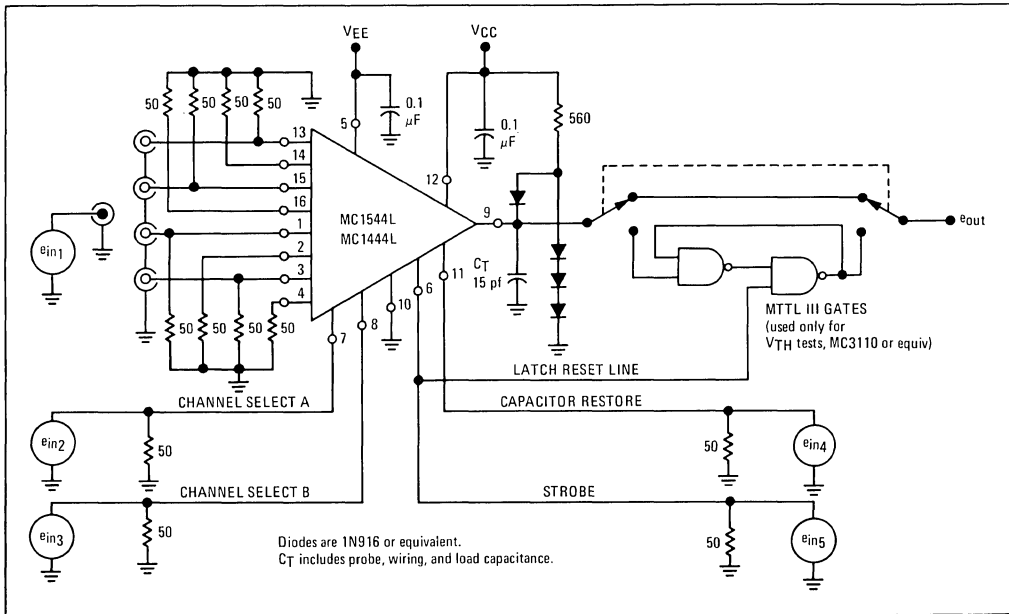 VEE
VCC
50
50
50
50
0.1
µF
5
0.1
µF
560
13
14
15
16
1
2
3
4
12
9
MC1544L
MC1444L
ein1
eout
CT
15 pf
11
6
10
8
7
50
50
50
50
MTTL III GATES
(used only for
VTH tests, MC3110 or equiv)
LATCH RESET LINE
CHANNEL SELECT A
CAPACITOR RESTORE
ein2
50
50
ein4
CHANNEL SELECT B
STROBE
ein3
50
50
ein5
Diodes are 1N916 or equivalent.
CT includes probe, wiring, and load capacitance.